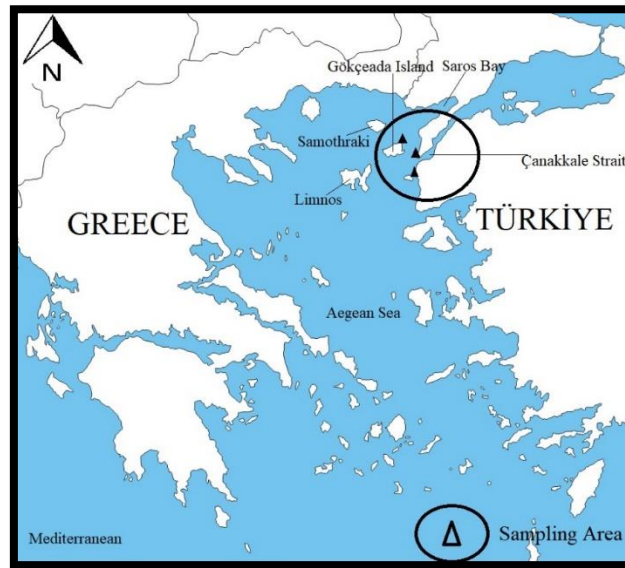 N
Gökçeada Island
Saros Bay
Samothraki
Çanakkale Strait
Limnos
GREECE
TÜRKİYE
Aegean Sea
Mediterranean
Sampling Area